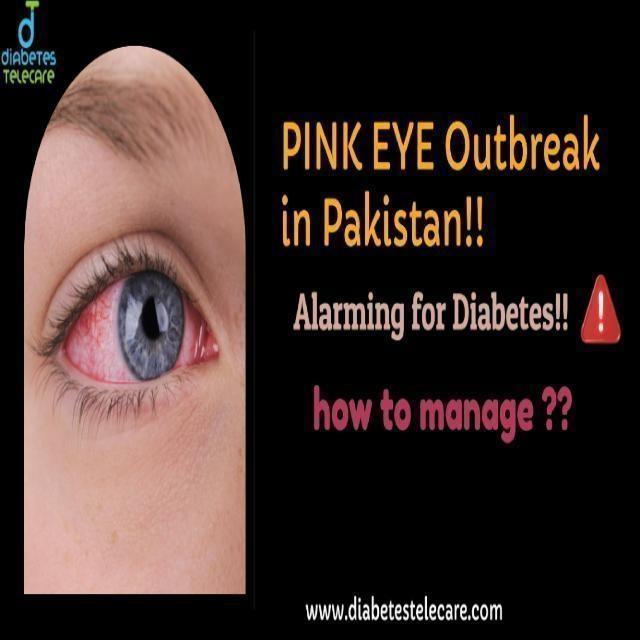 diabetes
TELECARE
PINK EYE Outbreak
in Pakistan!!
Alarming for Diabetes!!
how to manage ??
www.diabetestelecare.com